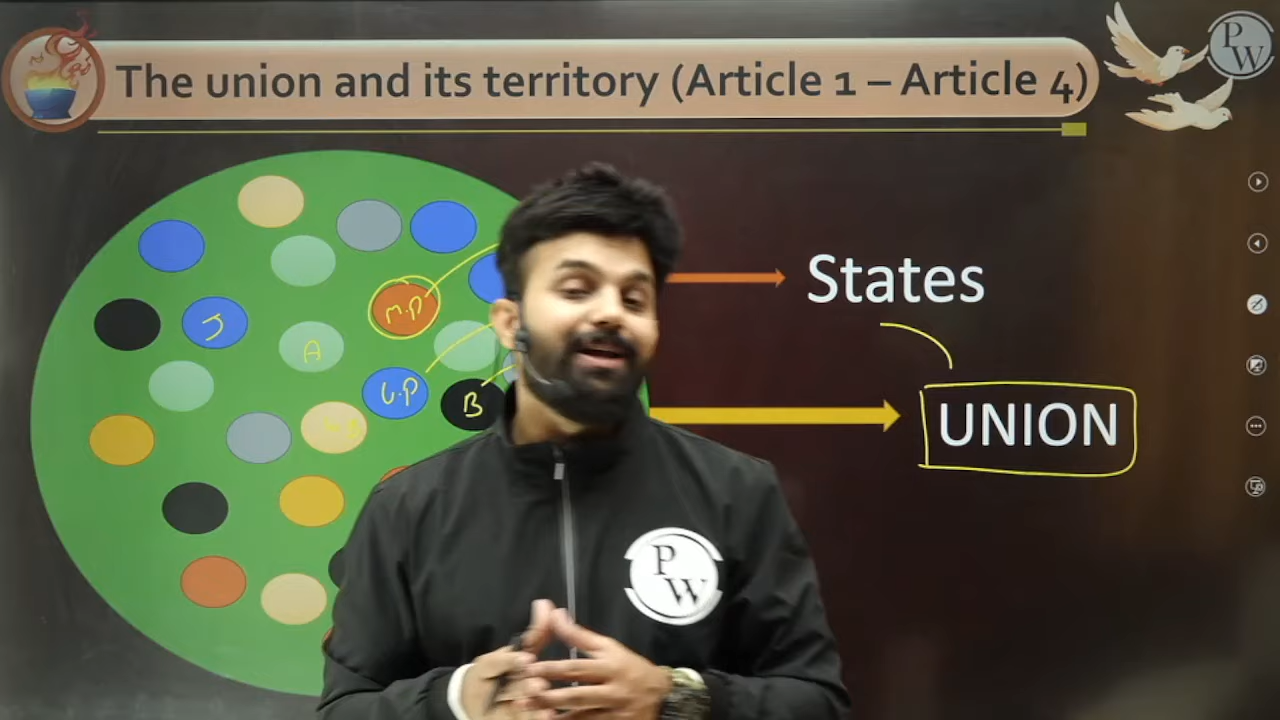 The union and its territory (Article 1 – Article 4)
P
W
States
M.P
J
A
U.P
B
UNION
P
W